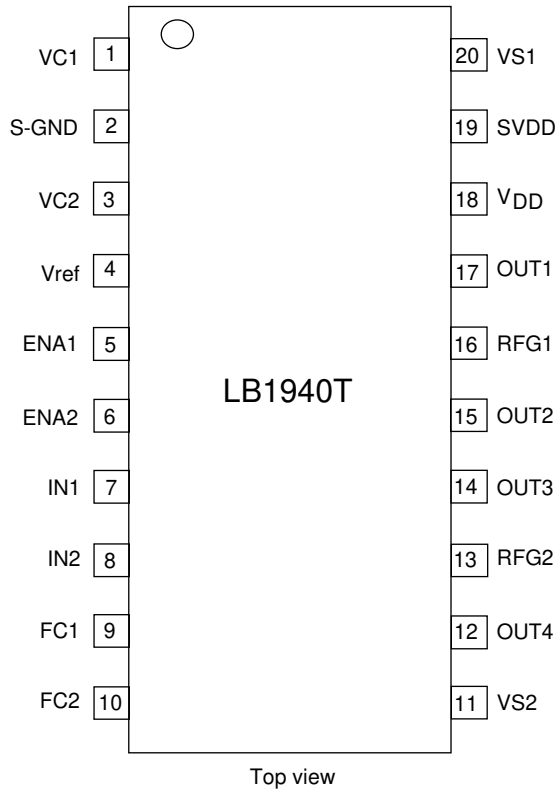 VC1 1 20 VS1
S-GND 2 19 SVDD
VC2 3 18 VDD
Vref 4 17 OUT1
ENA1 5 16 RFG1
LB1940T
ENA2 6 15 OUT2
IN1 7 14 OUT3
IN2 8 13 RFG2
FC1 9 12 OUT4
FC2 10 11 VS2
Top view